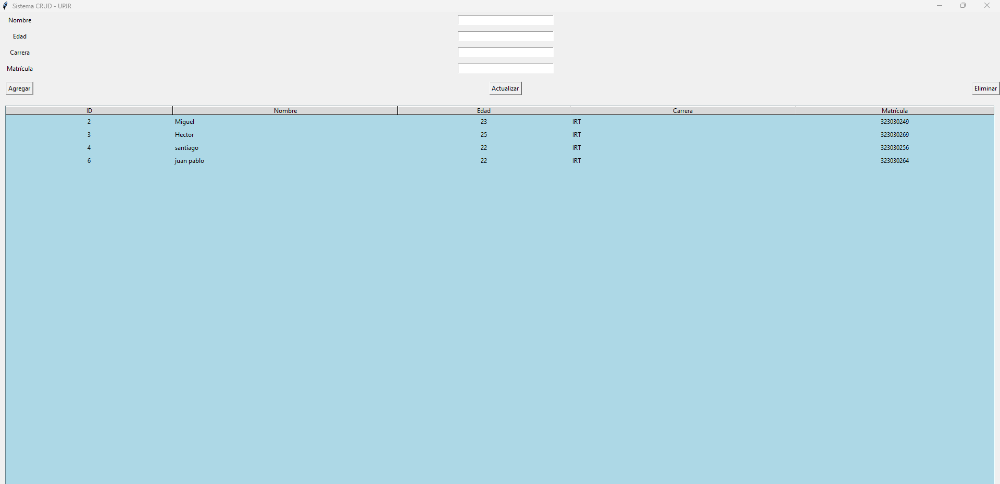 Sistema CRUD - UPJR
Nombre
Edad
Carrera
Matrícula
Agregar Actualizar Eliminar
ID Nombre Edad Carrera Matrícula
2 Miguel 23 IRT 323030249
3 Hector 25 IRT 323030269
4 santiago 22 IRT 323030256
6 juan pablo 22 IRT 323030264